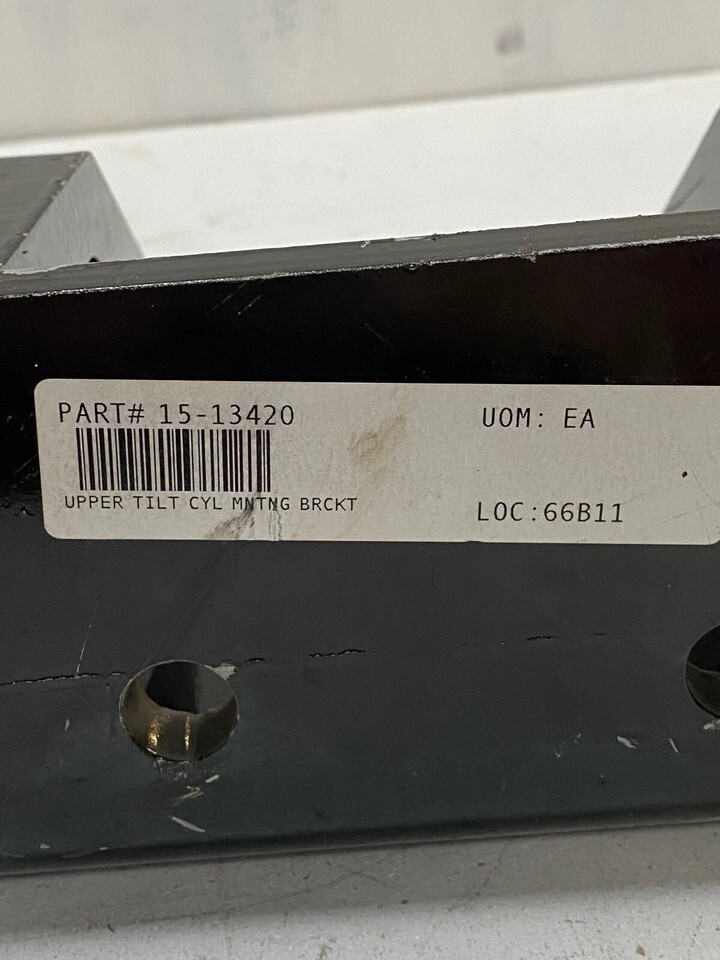 PART# 15-13420
UOM: EA
UPPER TILT CYL MNTNG BRCKT
LOC:66B11